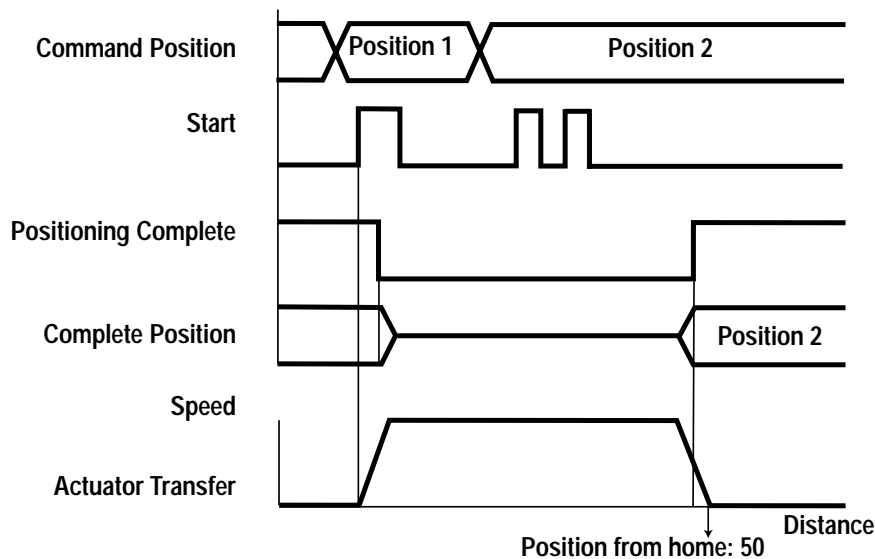 Command Position
Position 1
Position 2
Start
Positioning Complete
Complete Position
Position 2
Speed
Actuator Transfer
Distance
Position from home: 50